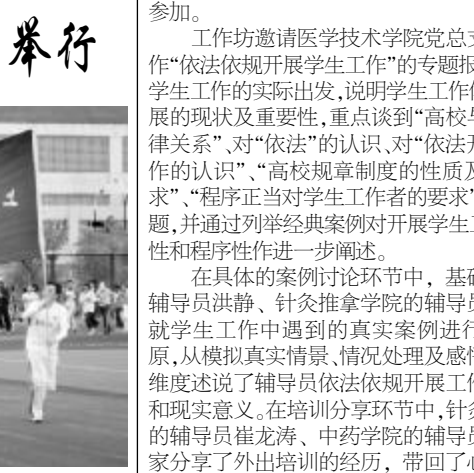 举行
参加。
工作坊邀请医学技术学院党总支
作“依法依规开展学生工作”的专题报
学生工作的实际出发，说明学生工作
展的现状及重要性，重点谈到“高校与
律关系”、对“依法”的认识、对“依法开
作的认识”、“高校规章制度的性质及
求”、“程序正当对学生工作者的要求”
题，并通过列举经典案例对开展学生工
性和程序性作进一步阐述。
在具体的案例讨论环节中，基础
辅导员洪静、针灸推拿学院的辅导员
就学生工作中遇到的真实案例进行
原，从模拟真实情景、情况处理及感悟
维度述说了辅导员依法依规开展工作
和现实意义。在培训分享环节中，针灸
的辅导员崔龙涛、中药学院的辅导员
家分享了外出培训的经历，带回了心